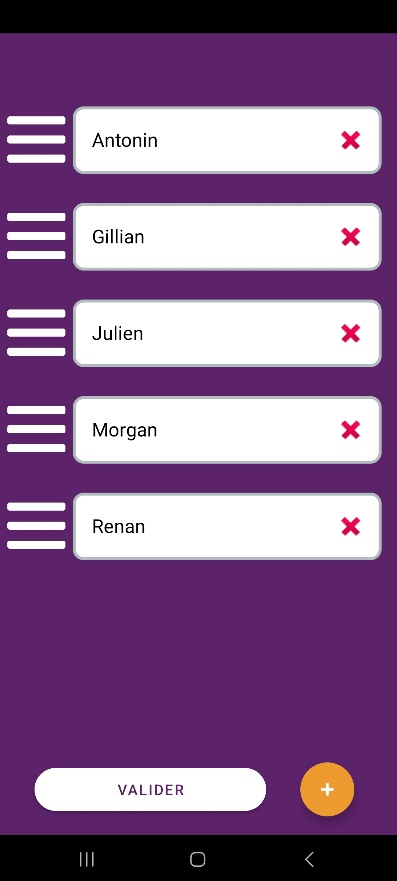 Antonin
Gillian
Julien
Morgan
Renan
VALIDER
+